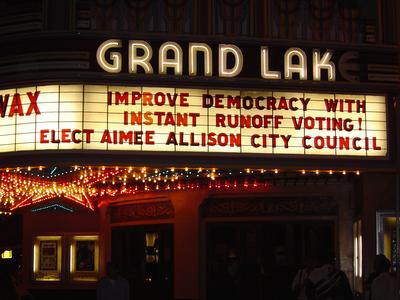 GRAND LAKE
WAX
IMPROVE DEMOCRACY WITH
INSTANT RUNOFF VOTING!
ELECT AIMEE ALLISON CITY COUNCIL